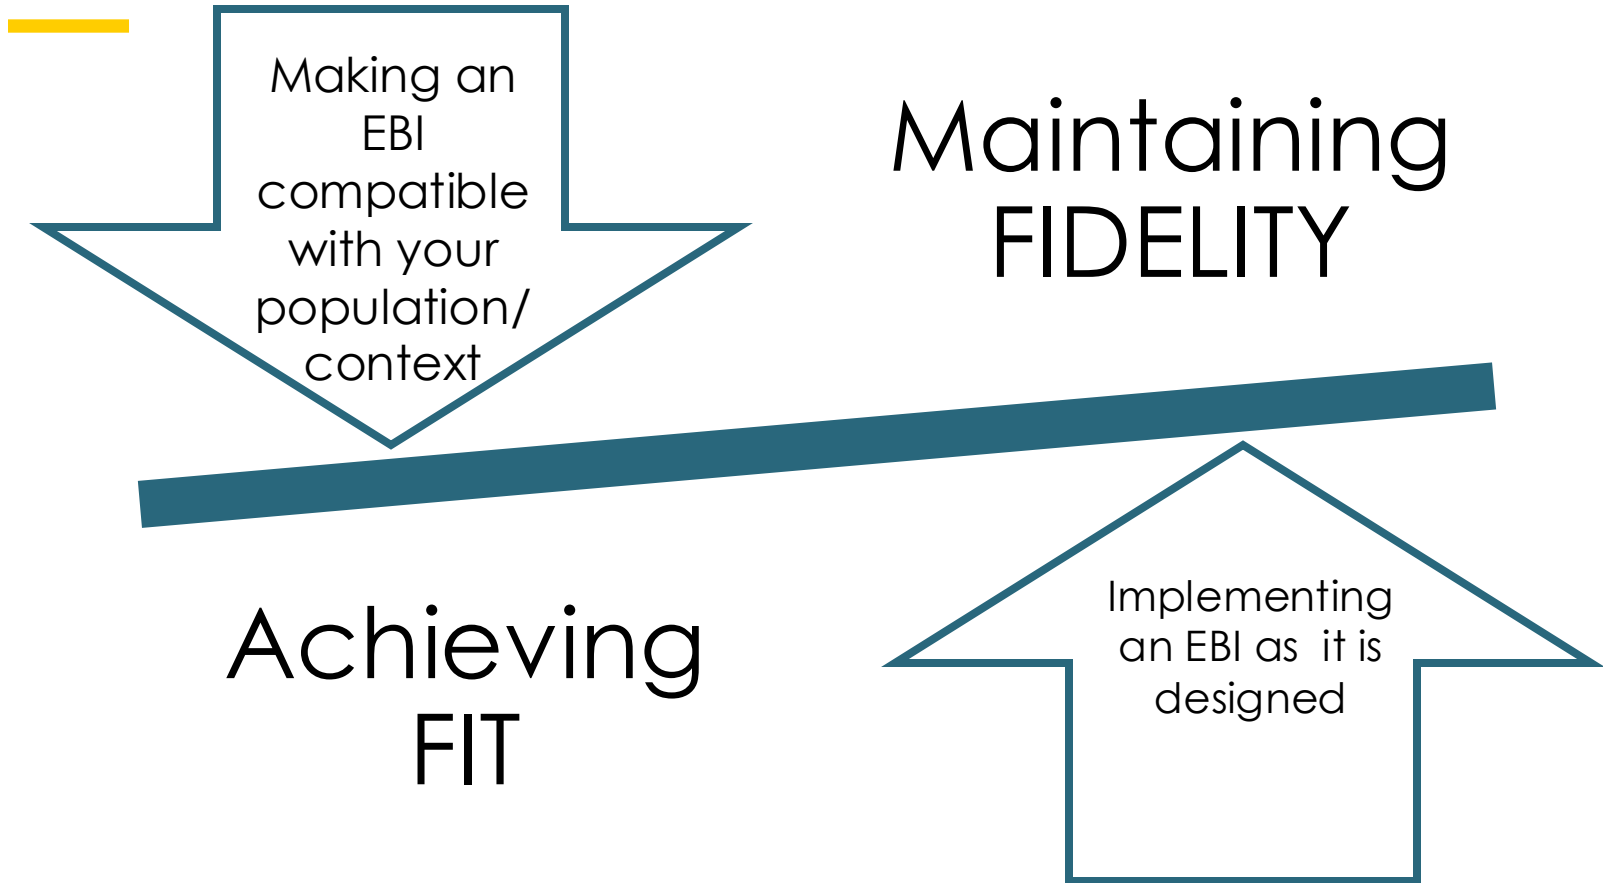 Making an
EBI
compatible
with your
population/
context
Maintaining
FIDELITY
Achieving
FIT
Implementing
an EBI as  it is
designed